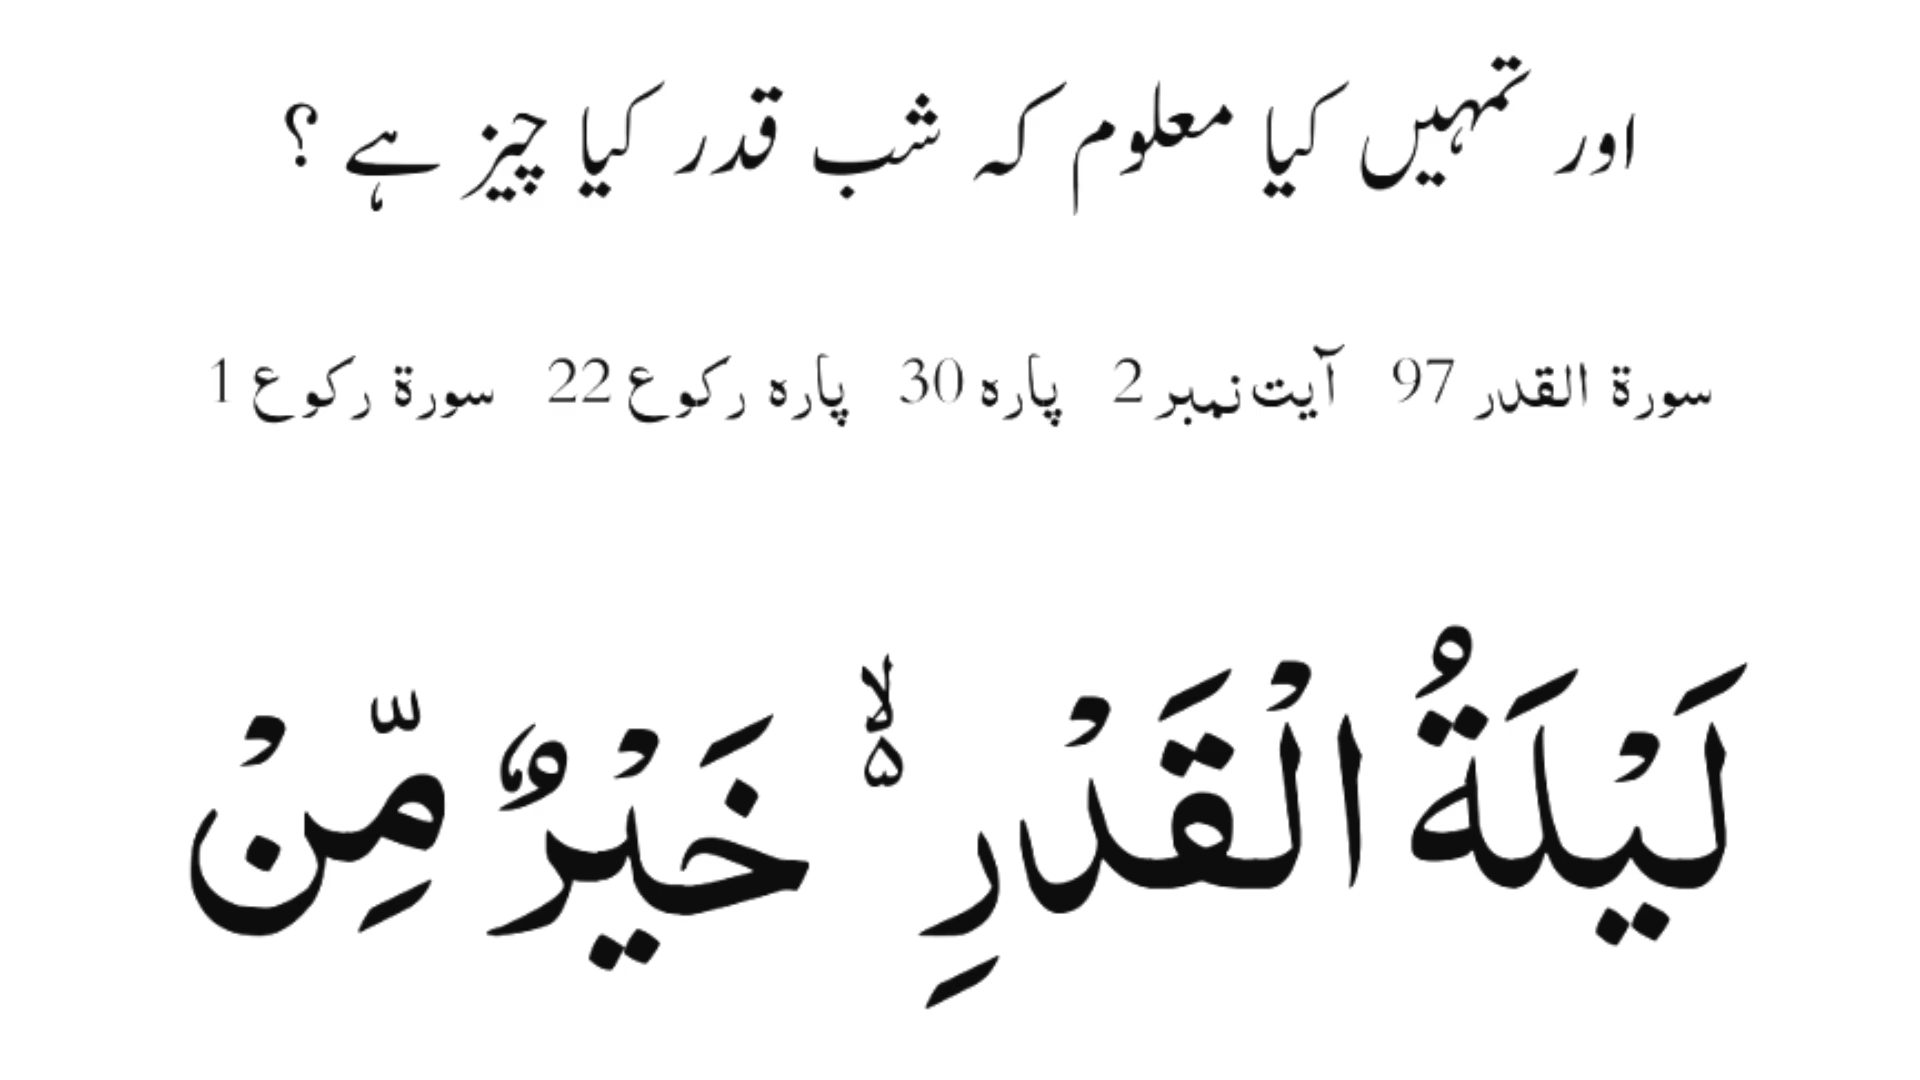 اور تمہیں کیا معلوم کہ شب قدر کیا چیز ہے ؟
سورۃ القدر 97 آیت نمبر 2 پارہ 30 پارہ رکوع 22 سورۃ رکوع 1
لَيْلَةُ الْقَدْرِ ۙ۬ خَيْرٌ مِّنْ